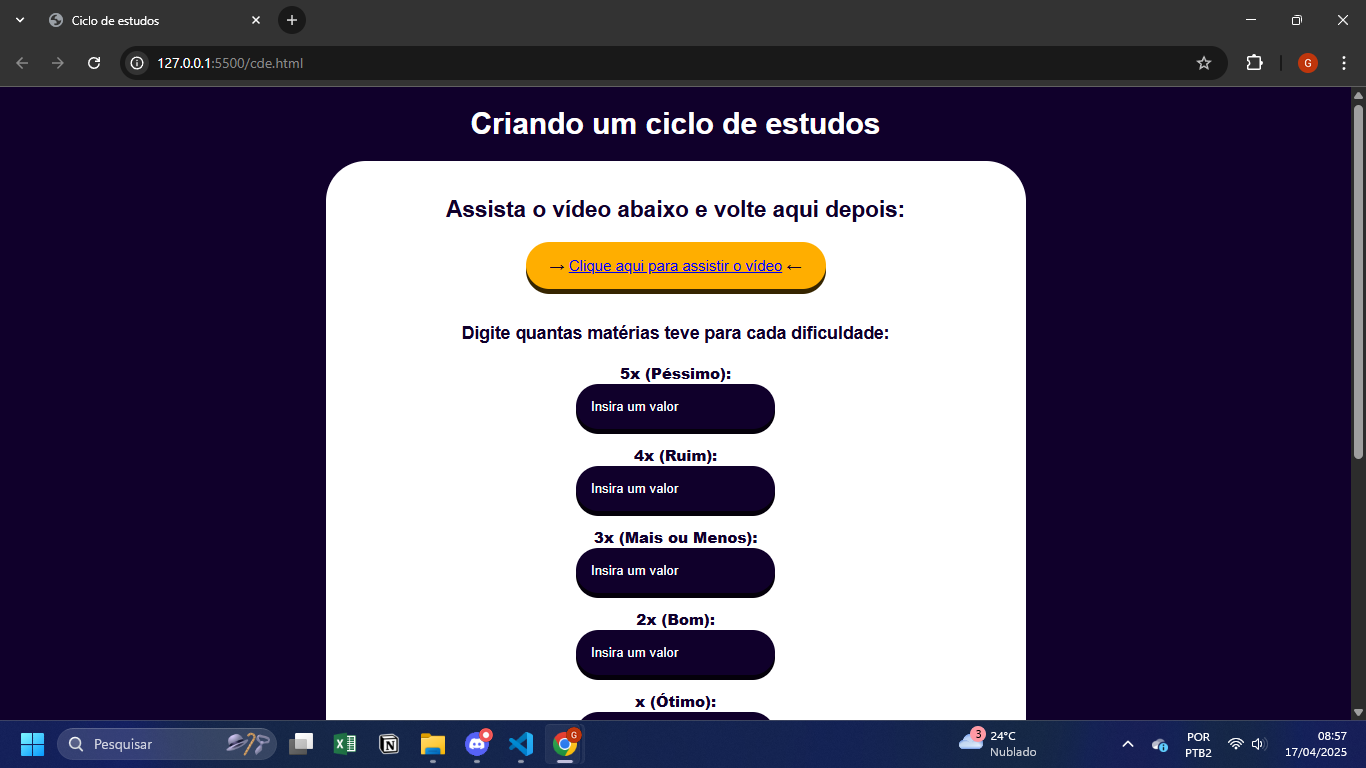 Ciclo de estudos
127.0.0.1:5500/cde.html
G
Criando um ciclo de estudos
Assista o vídeo abaixo e volte aqui depois:
→ Clique aqui para assistir o vídeo ←
Digite quantas matérias teve para cada dificuldade:
5x (Péssimo):
Insira um valor
4x (Ruim):
Insira um valor
3x (Mais ou Menos):
Insira um valor
2x (Bom):
Insira um valor
x (Ótimo):
Pesquisar
G
3
24°C
Nublado
POR
PTB2
08:57
17/04/2025